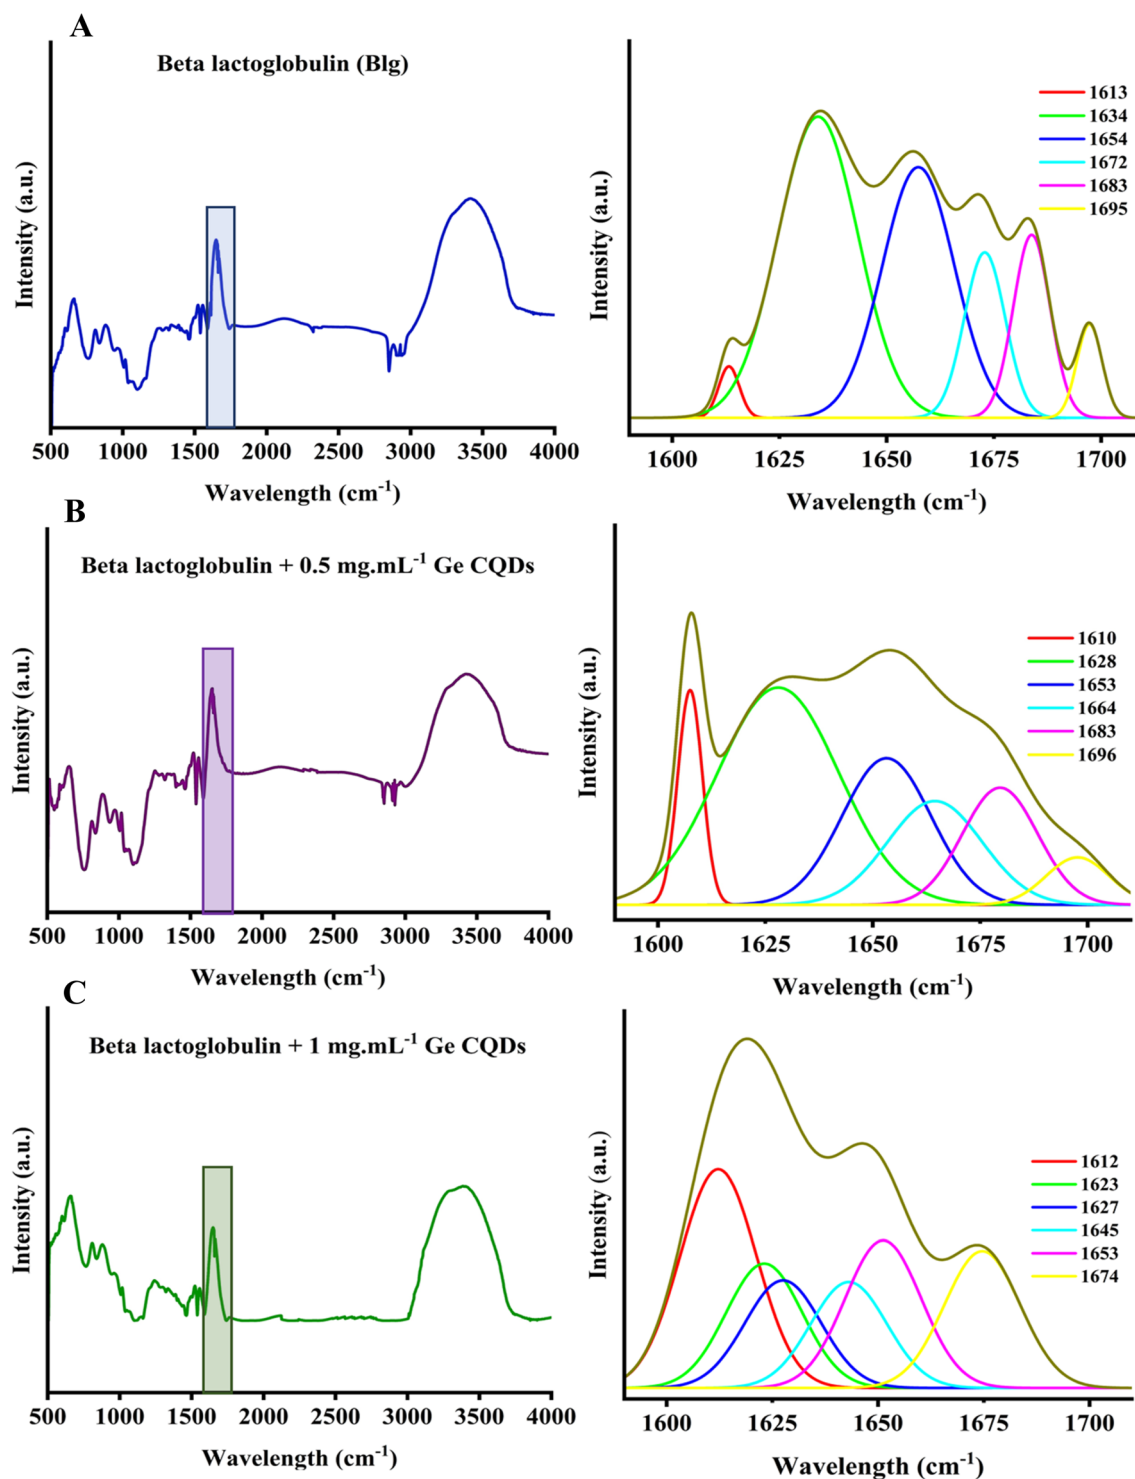 A
Beta lactoglobulin (Blg)
Intensity (a.u.)
500 1000 1500 2000 2500 3000 3500 4000
Wavelength (cm-1)
Intensity (a.u.)
1613
1634
1654
1672
1683
1695
1600 1625 1650 1675 1700
Wavelength (cm-1)
B
Beta lactoglobulin + 0.5 mg.mL-1 Ge CQDs
Intensity (a.u.)
500 1000 1500 2000 2500 3000 3500 4000
Wavelength (cm-1)
Intensity (a.u.)
1610
1628
1653
1664
1683
1696
1600 1625 1650 1675 1700
Wavelength (cm-1)
C
Beta lactoglobulin + 1 mg.mL-1 Ge CQDs
Intensity (a.u.)
500 1000 1500 2000 2500 3000 3500 4000
Wavelength (cm-1)
Intensity (a.u.)
1612
1623
1627
1645
1653
1674
1600 1625 1650 1675 1700
Wavelength (cm-1)